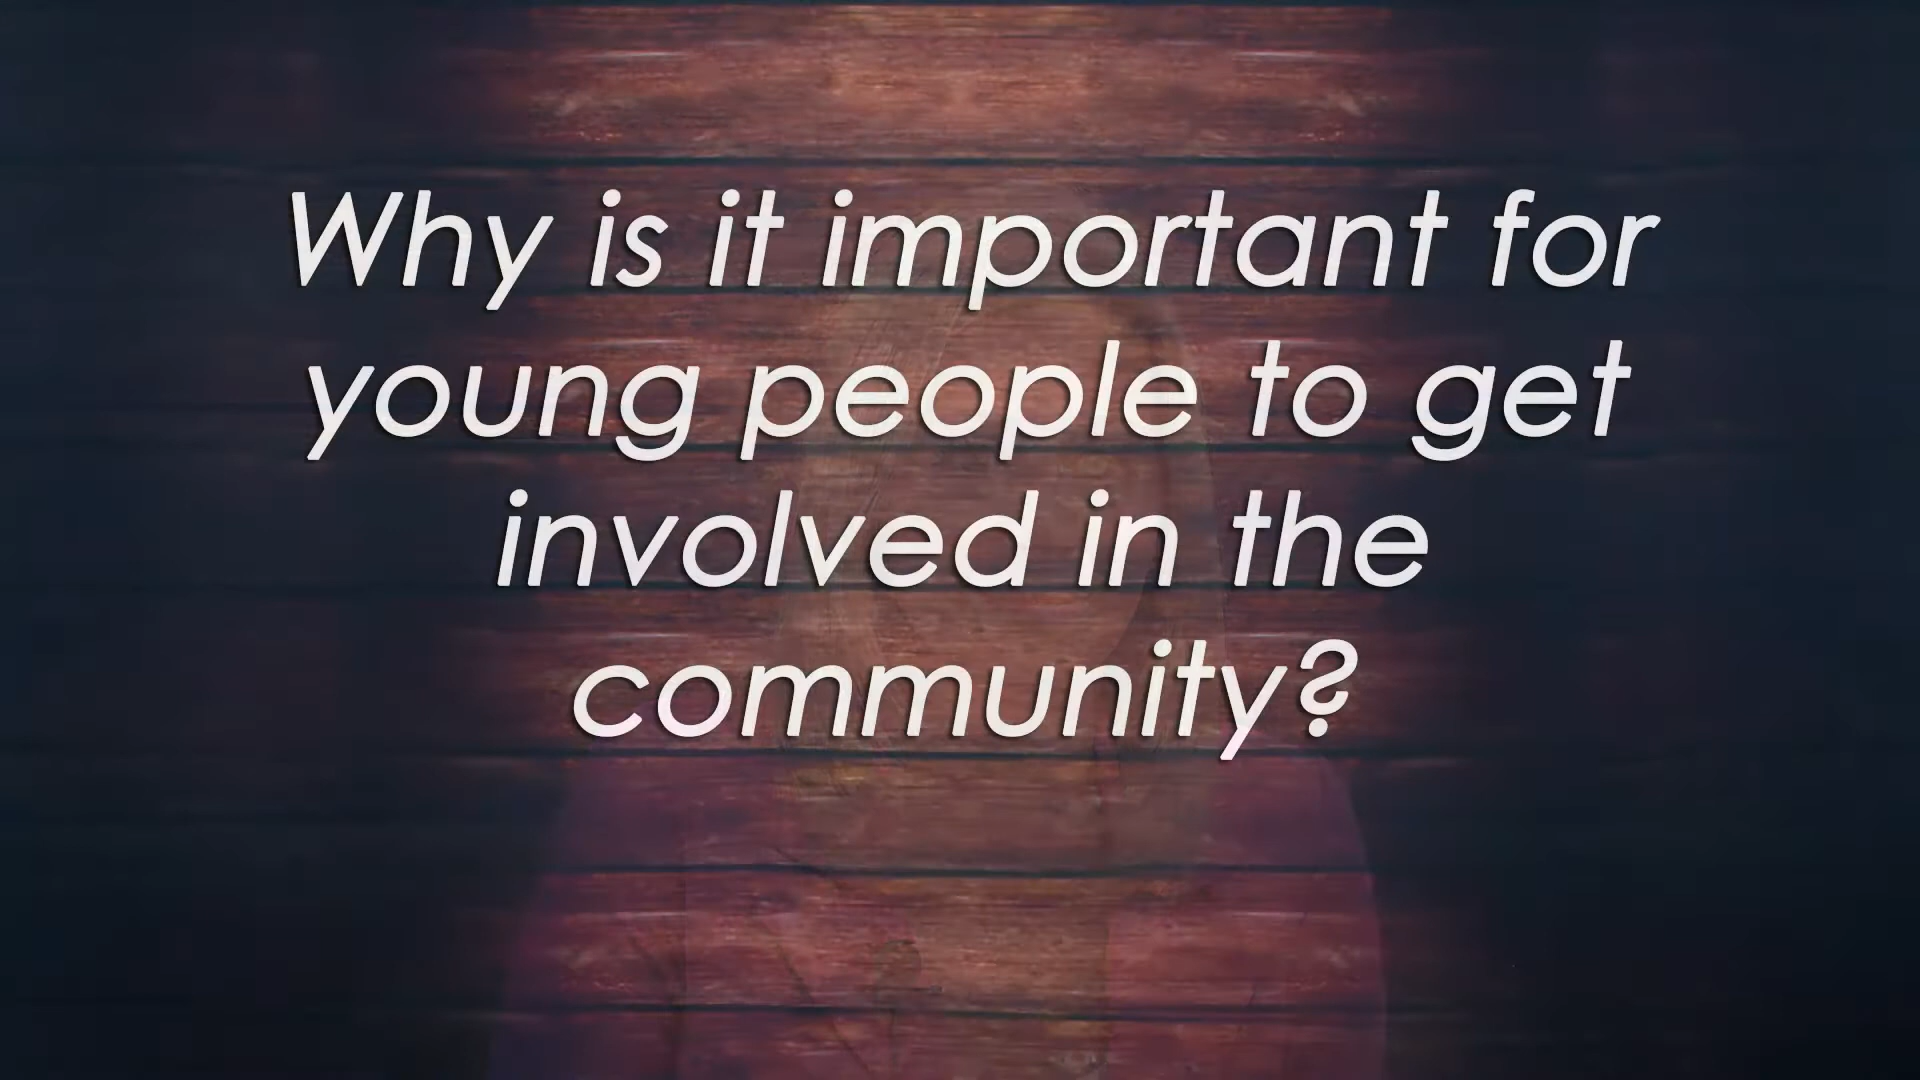 Why is it important for
young people to get
involved in the
community?